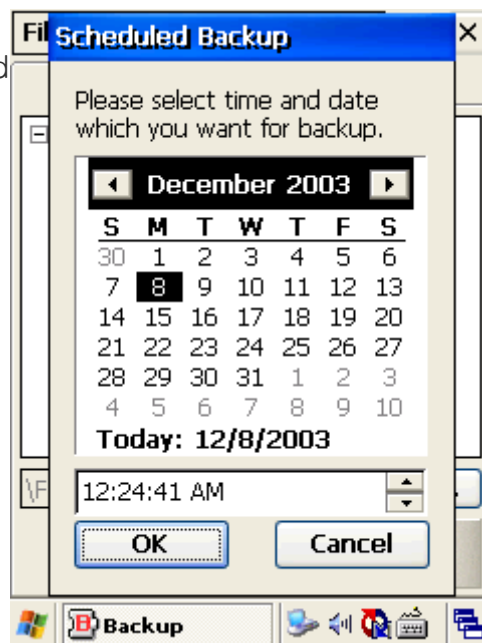 Fil
Scheduled Backup
d
Please select time and date
which you want for backup.
December 2003
S M T W T F S
30 1 2 3 4 5 6
7 8 9 10 11 12 13
14 15 16 17 18 19 20
21 22 23 24 25 26 27
28 29 30 31 1 2 3
4 5 6 7 8 9 10
Today: 12/8/2003
\F
12:24:41 AM
OK Cancel
Backup